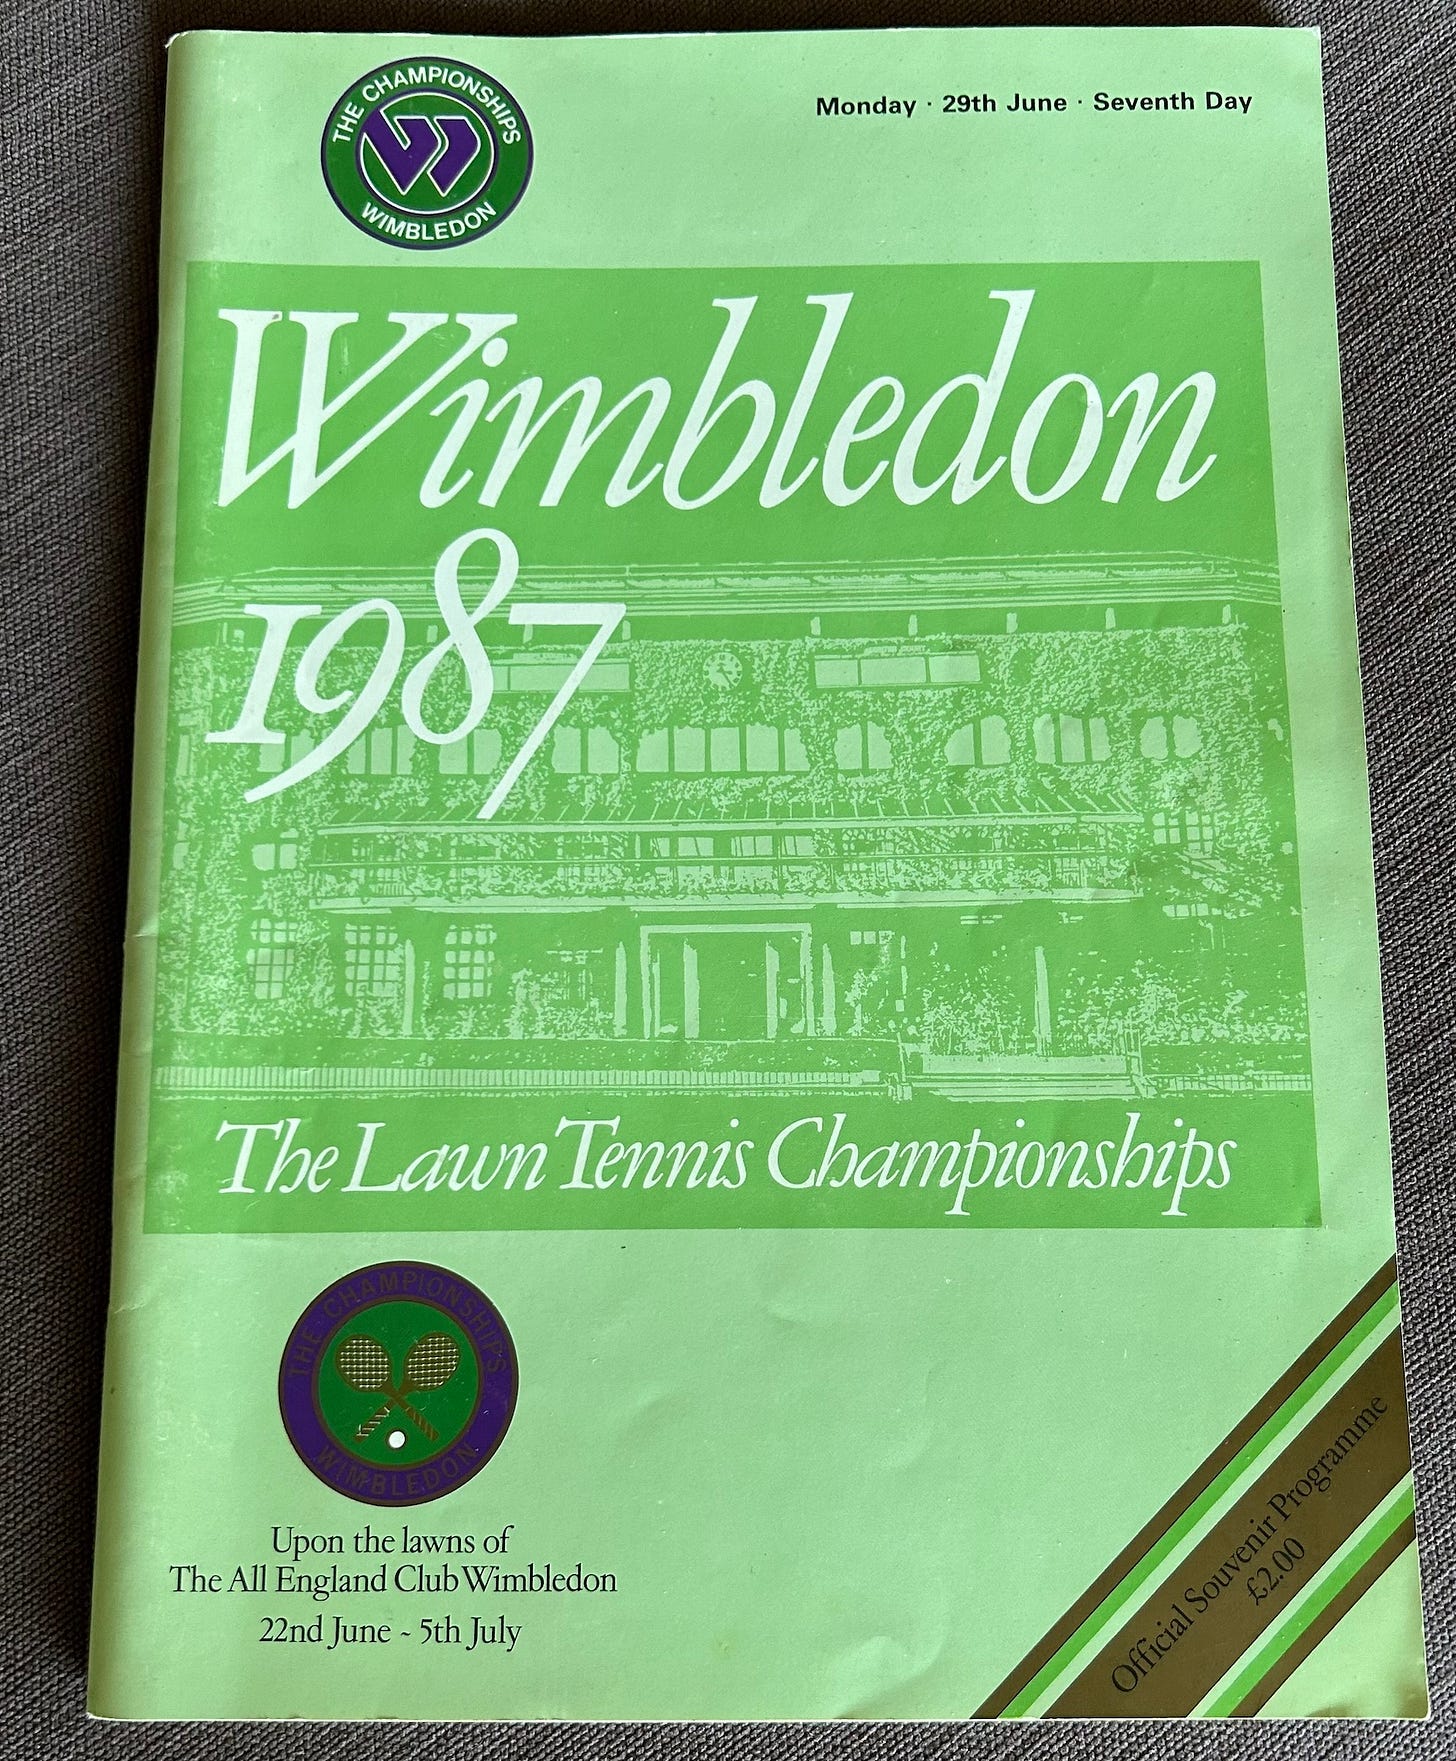 THE CHAMPIONSHIPS
WIMBLEDON
Monday · 29th June · Seventh Day
Wimbledon
1987
The Lawn Tennis Championships
THE CHAMPIONSHIPS
WIMBLEDON
Upon the lawns of
The All England Club Wimbledon
22nd June ~ 5th July
Official Souvenir Programme
£2.00